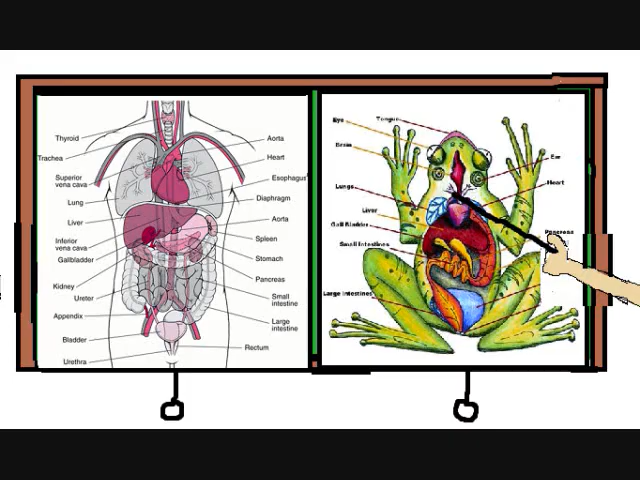 Thyroid
Trachea
Superior
vena cava
Lung
Liver
Inferior
vena cava
Gallbladder
Kidney
Ureter
Appendix
Bladder
Urethra
Aorta
Heart
Esophagus
Diaphragm
Aorta
Spleen
Stomach
Pancreas
Small
intestine
Large
intestine
Rectum
Eye
Tongue
Brain
Lungs
Liver
Gall Bladder
Small Intestines
Large Intestines
Ear
Heart
Pancreas